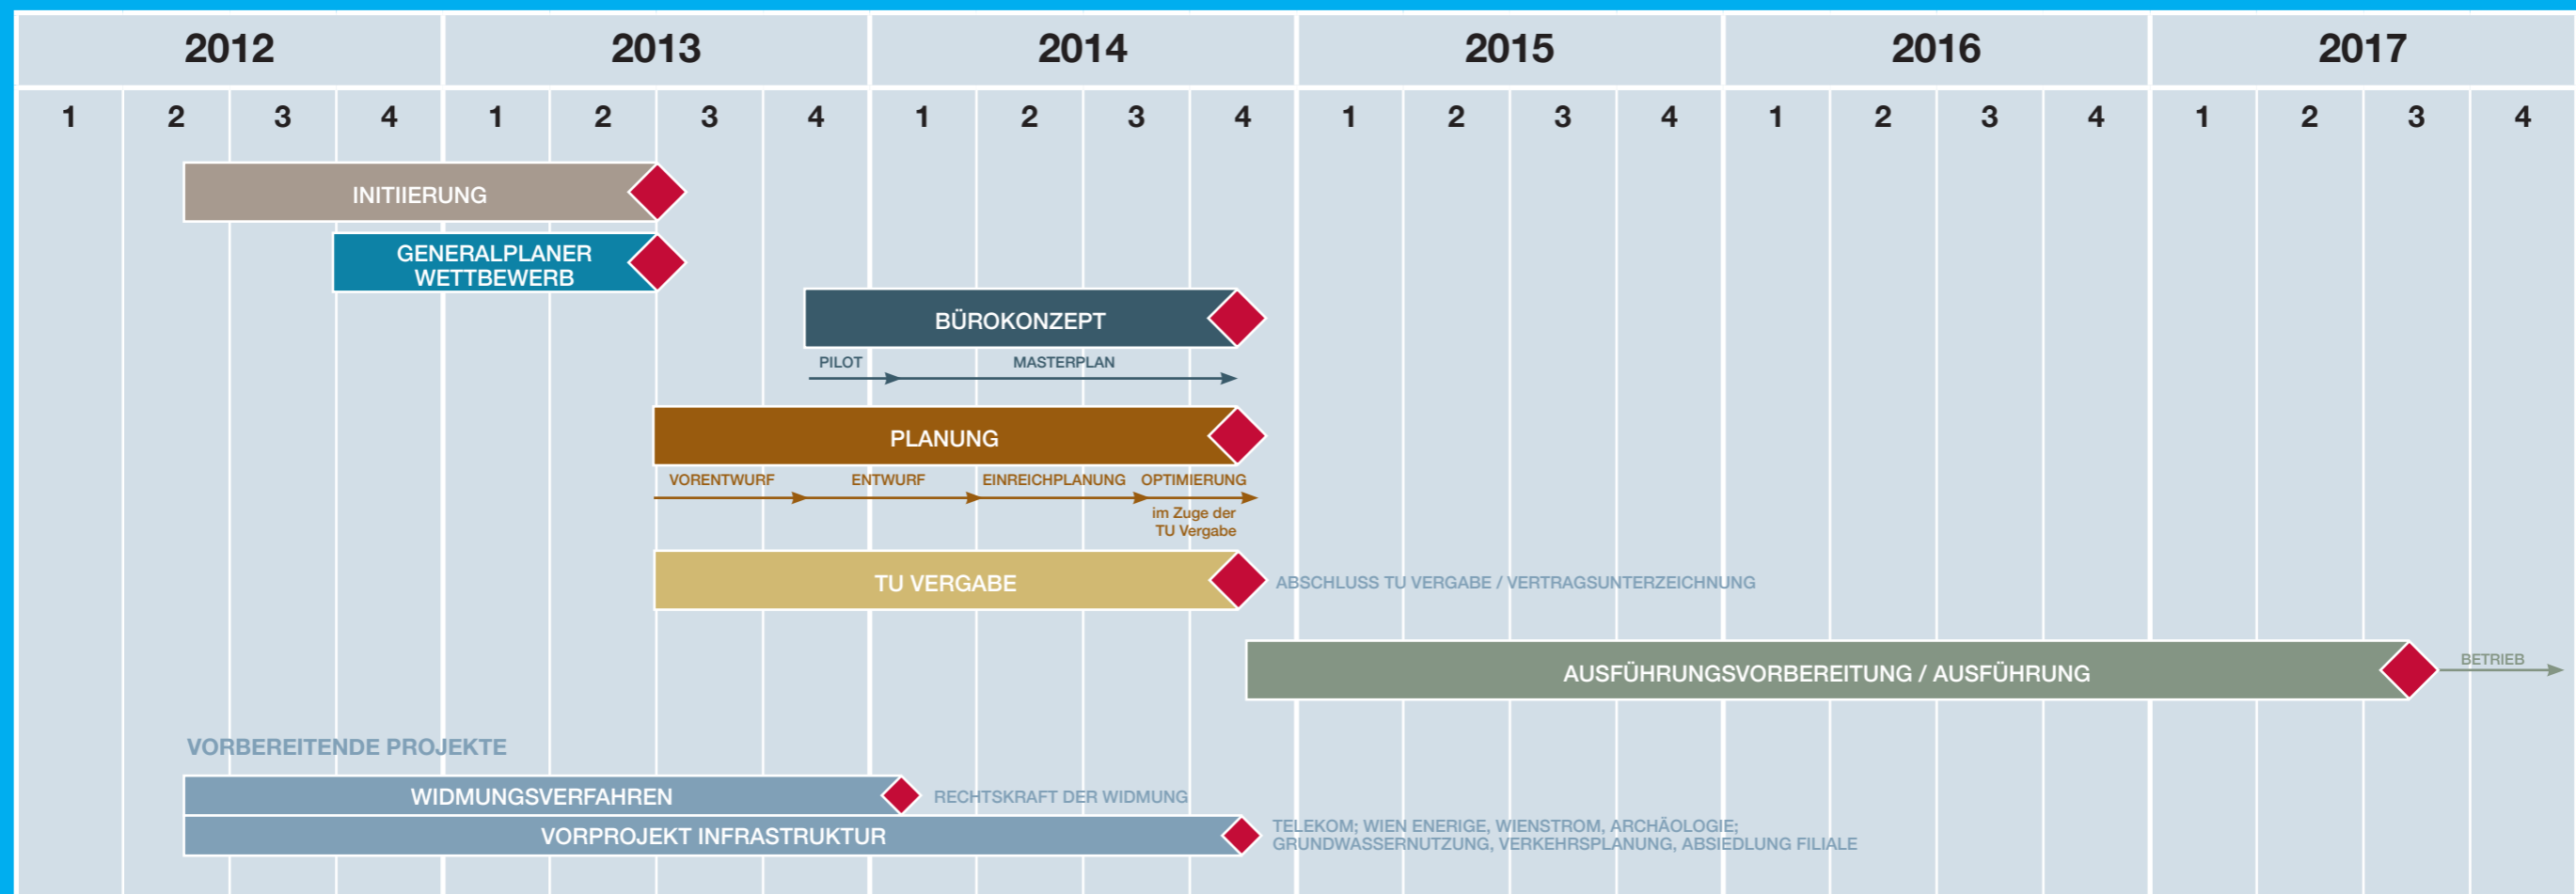 2012 2013 2014 2015 2016 2017
1 2 3 4 1 2 3 4 1 2 3 4 1 2 3 4 1 2 3 4 1 2 3 4
INITIIERUNG
GENERALPLANER
WETTBEWERB
BÜROKONZEPT
PILOT MASTERPLAN
PLANUNG
VORENTWURF ENTWURF EINREICHPLANUNG OPTIMIERUNG
im Zuge der
TU Vergabe
TU VERGABE ABSCHLUSS TU VERGABE / VERTRAGSUNTERZEICHNUNG
AUSFÜHRUNGSVORBEREITUNG / AUSFÜHRUNG BETRIEB
VORBEREITENDE PROJEKTE
WIDMUNGSVERFAHREN RECHTSKRAFT DER WIDMUNG
VORPROJEKT INFRASTRUKTUR
TELEKOM; WIEN ENERIGE, WIENSTROM, ARCHÄOLOGIE;
GRUNDWASSERNUTZUNG, VERKEHRSPLANUNG, ABSIEDLUNG FILIALE